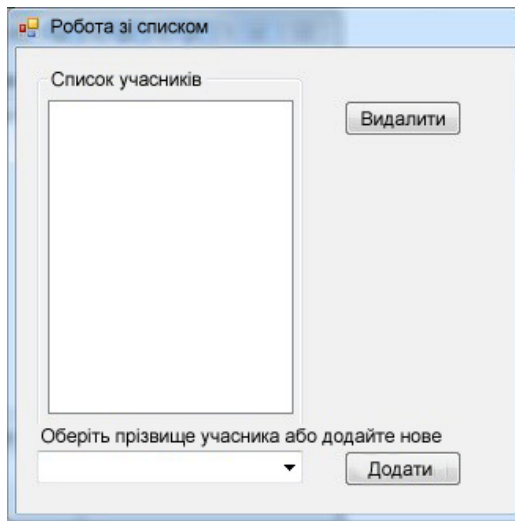 Робота зі списком
Список учасників
Видалити
Оберіть прізвище учасника або додайте нове
Додати